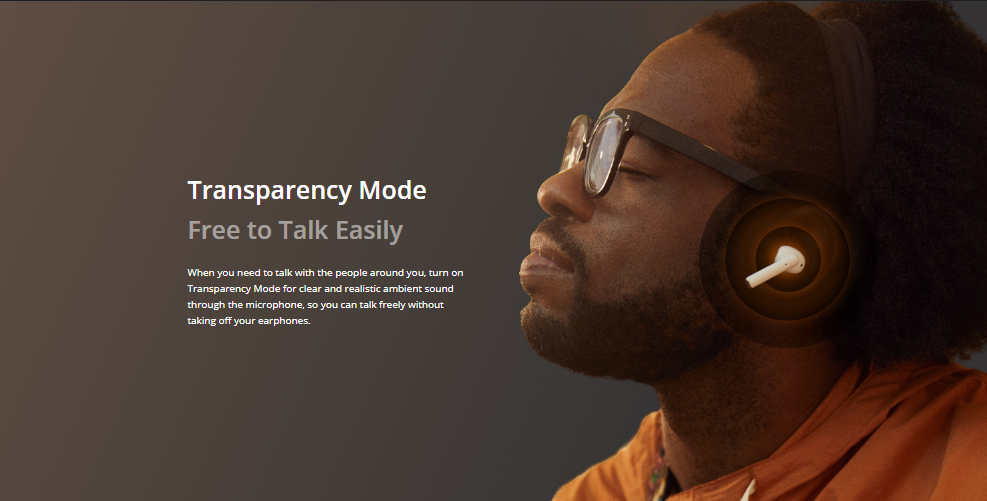 Transparency Mode
Free to Talk Easily
When you need to talk with the people around you, turn on
Transparency Mode for clear and realistic ambient sound
through the microphone, so you can talk freely without
taking off your earphones.